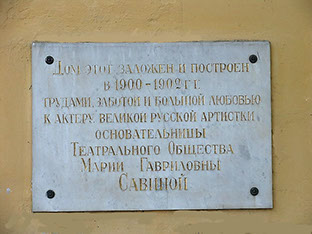 Дом этот заложен и построен
в 1900-1902 г г.
трудами, заботой и большой любовью
к актеру великой русской артистки,
основательницы
Театрального Общества
Марии Гавриловны
Савиной